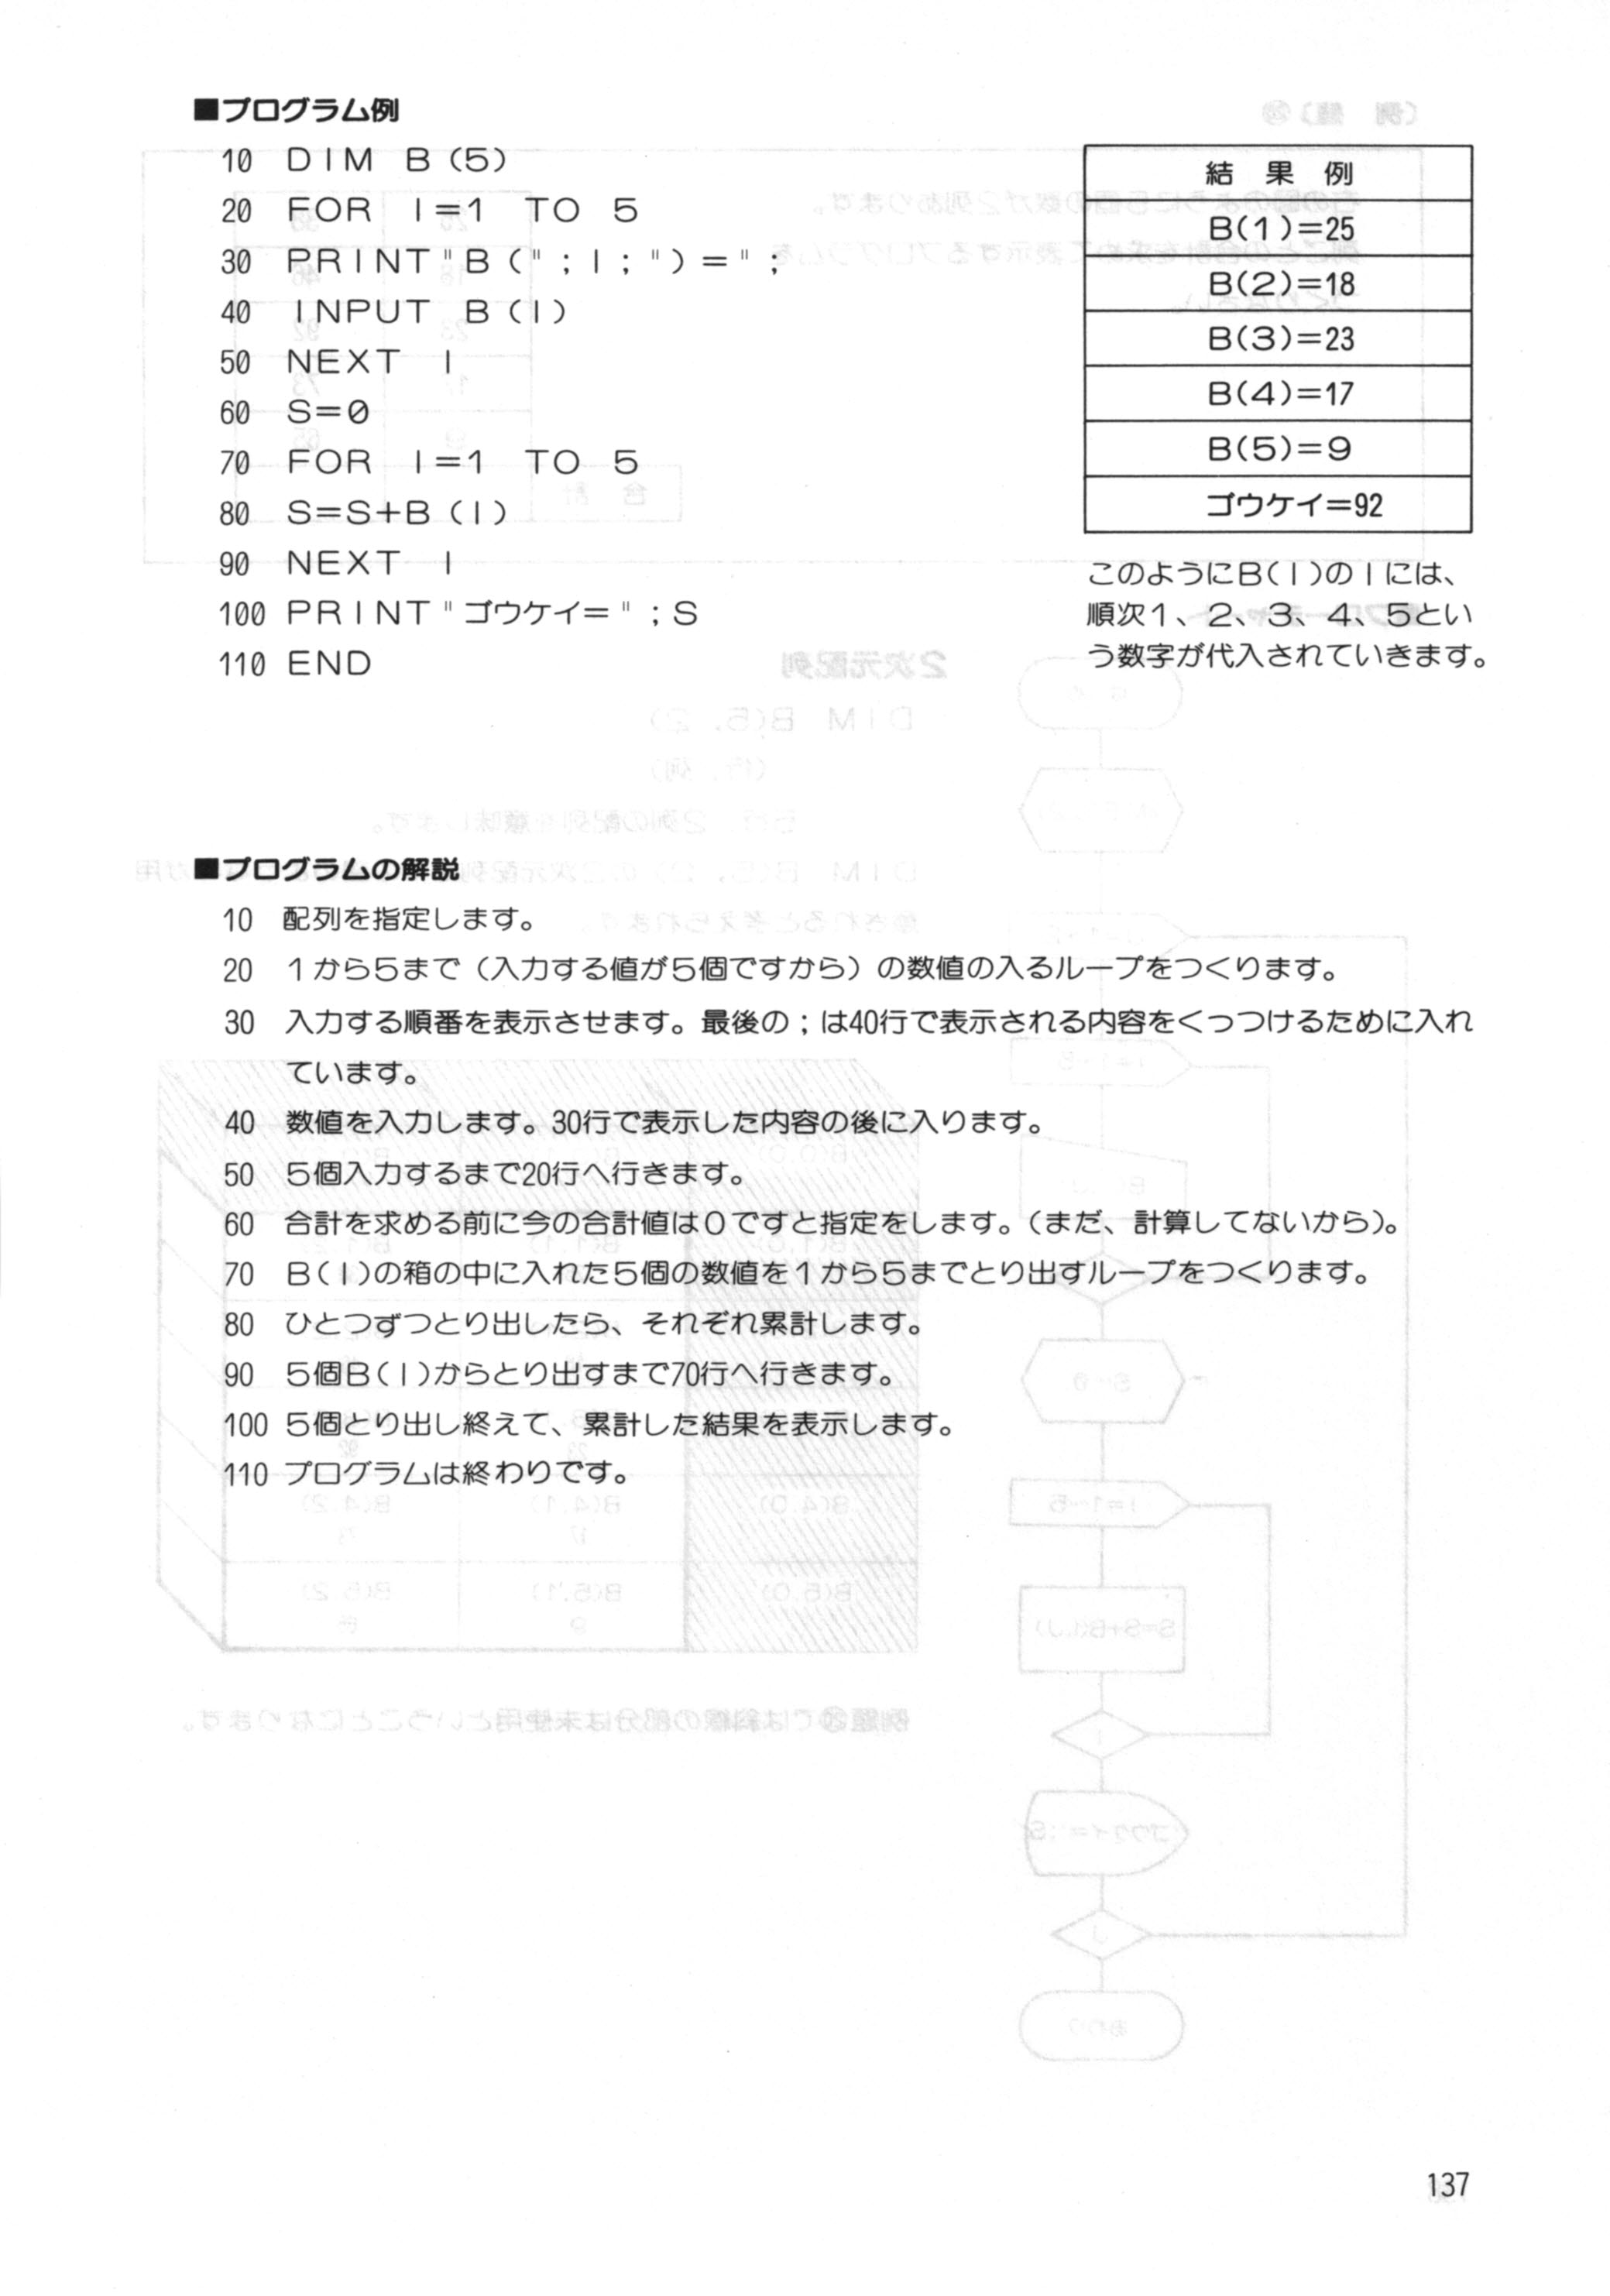 ■プログラム例
10 DIM B(5)
20 FOR I=1 TO 5
30 PRINT"B(";I;")=";
40 INPUT B(I)
50 NEXT I
60 S=0
70 FOR I=1 TO 5
80 S=S+B(I)
90 NEXT I
100 PRINT"ゴウケイ=";S
110 END
結果例
B(1)=25
B(2)=18
B(3)=23
B(4)=17
B(5)=9
ゴウケイ=92
このようにB(I)のIには、
順次1、2、3、4、5とい
う数字が代入されていきます。
■プログラムの解説
10 配列を指定します。
20 1から5まで（入力する値が5個ですから）の数値の入るループをつくります。
30 入力する順番を表示させます。最後の;は40行で表示される内容をくっつけるために入れ
ています。
40 数値を入力します。30行で表示した内容の後に入ります。
50 5個入力するまで20行へ行きます。
60 合計を求める前に今の合計値は0ですと指定をします。（まだ、計算してないから）。
70 B(I)の箱の中に入れた5個の数値を1から5までとり出すループをつくります。
80 ひとつずつとり出したら、それぞれ累計します。
90 5個B(I)からとり出すまで70行へ行きます。
100 5個とり出し終えて、累計した結果を表示します。
110 プログラムは終わりです。
137